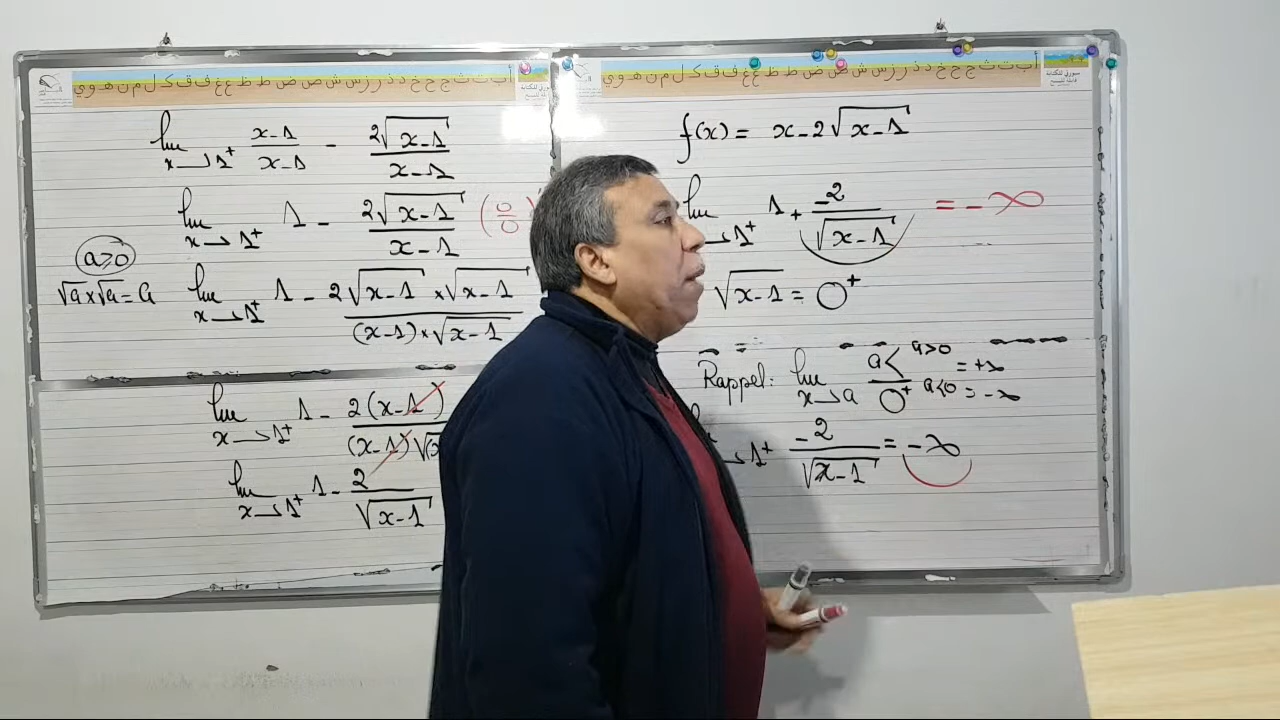 أ ب ت ث ج ح خ د ذ ر ز س ش ص ض ط ظ ع غ ف ق ك ل م ن ه و ي
lim x→1⁺ (x-1)/(x-1) - 2√(x-1)/(x-1)
lim x→1⁺ 1 - 2√(x-1)/(x-1) (0/0)
a≥0
√a×√a=a
lim x→1⁺ 1 - 2√(x-1)×√(x-1)/(x-1)×√(x-1)
lim x→1⁺ 1 - 2(x-1)/(x-1)√(x
lim x→1⁺ 1 - 2/√(x-1)
أ ب ت ث ج ح خ د ذ ر ز س ش ص ض ط ظ ع غ ف ق ك ل م ن ه و ي
f(x) = x-2√(x-1)
lim x→1⁺ 1 + -2/√(x-1) = -∞
√(x-1) = 0⁺
Rappel: lim x→a a/0⁺ a>0 = +∞ a<0 = -∞
→1⁺ -2/√(x-1) = -∞